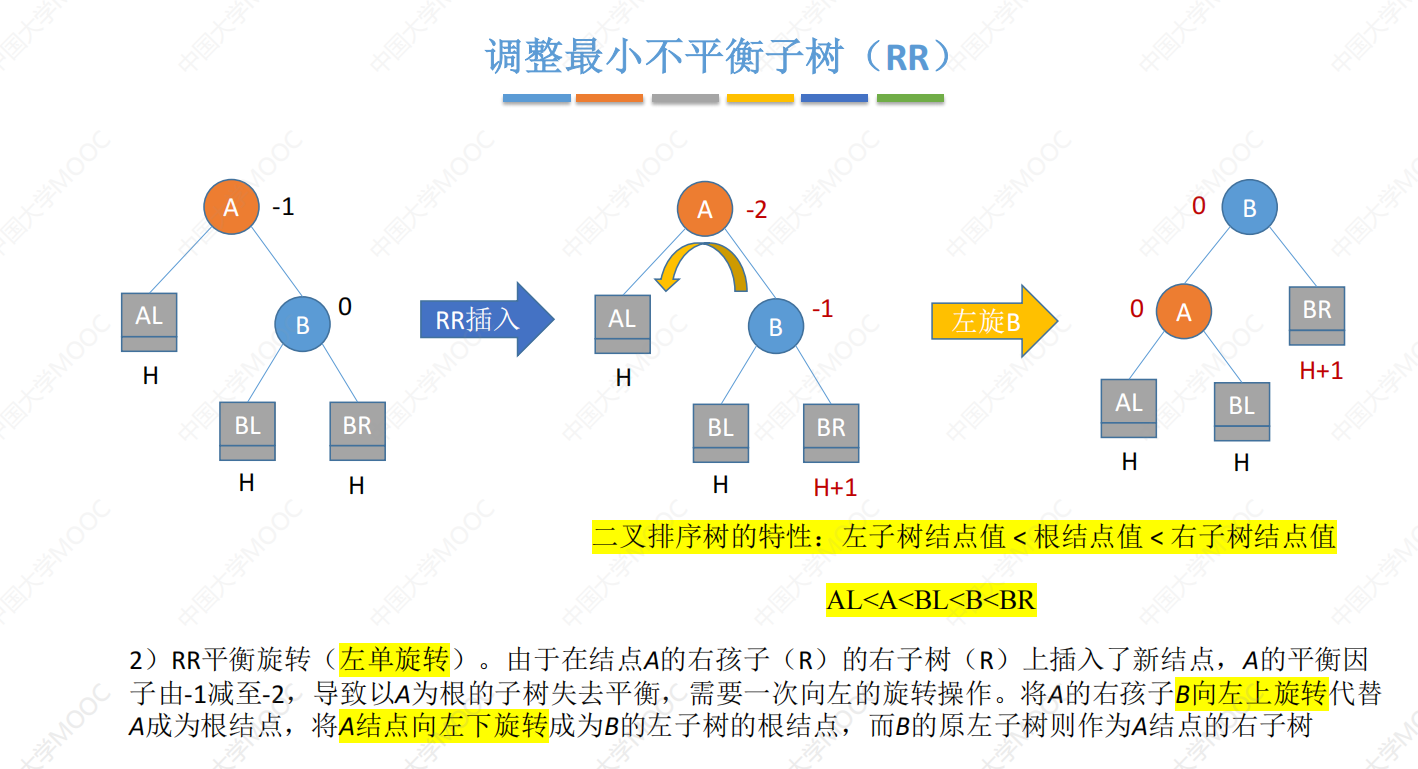 调整最小不平衡子树（RR）
A -1
AL
H
B 0
BL
H
BR
H
RR插入
A -2
AL
H
B -1
BL
H
BR
H+1
左旋B
0 B
0 A
BR
H+1
AL
H
BL
H
二叉排序树的特性：左子树结点值 < 根结点值 < 右子树结点值
AL<A<BL<B<BR
2）RR平衡旋转（左单旋转）。由于在结点A的右孩子（R）的右子树（R）上插入了新结点，A的平衡因
子由-1减至-2，导致以A为根的子树失去平衡，需要一次向左的旋转操作。将A的右孩子B向左上旋转代替
A成为根结点，将A结点向左下旋转成为B的左子树的根结点，而B的原左子树则作为A结点的右子树
中国大学MOOC